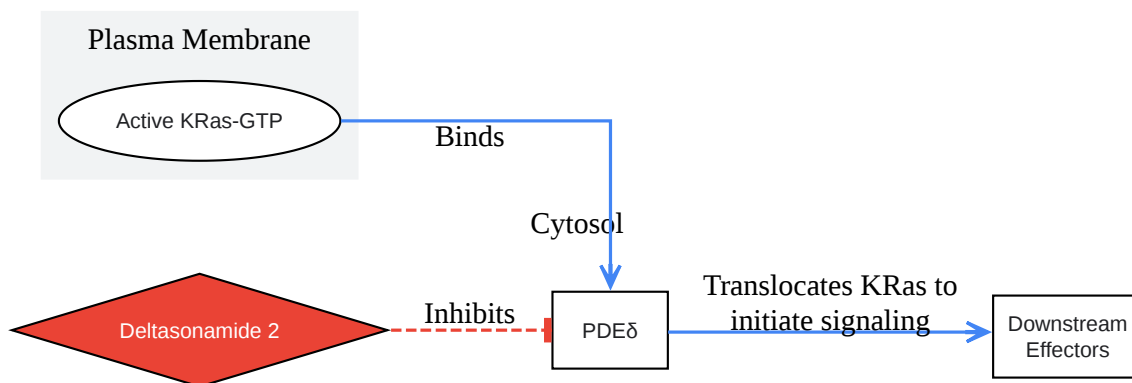 Plasma Membrane
Active KRas-GTP
Binds
Cytosol
Deltasonamide 2
Inhibits
PDEδ
Translocates KRas to
initiate signaling
Downstream
Effectors